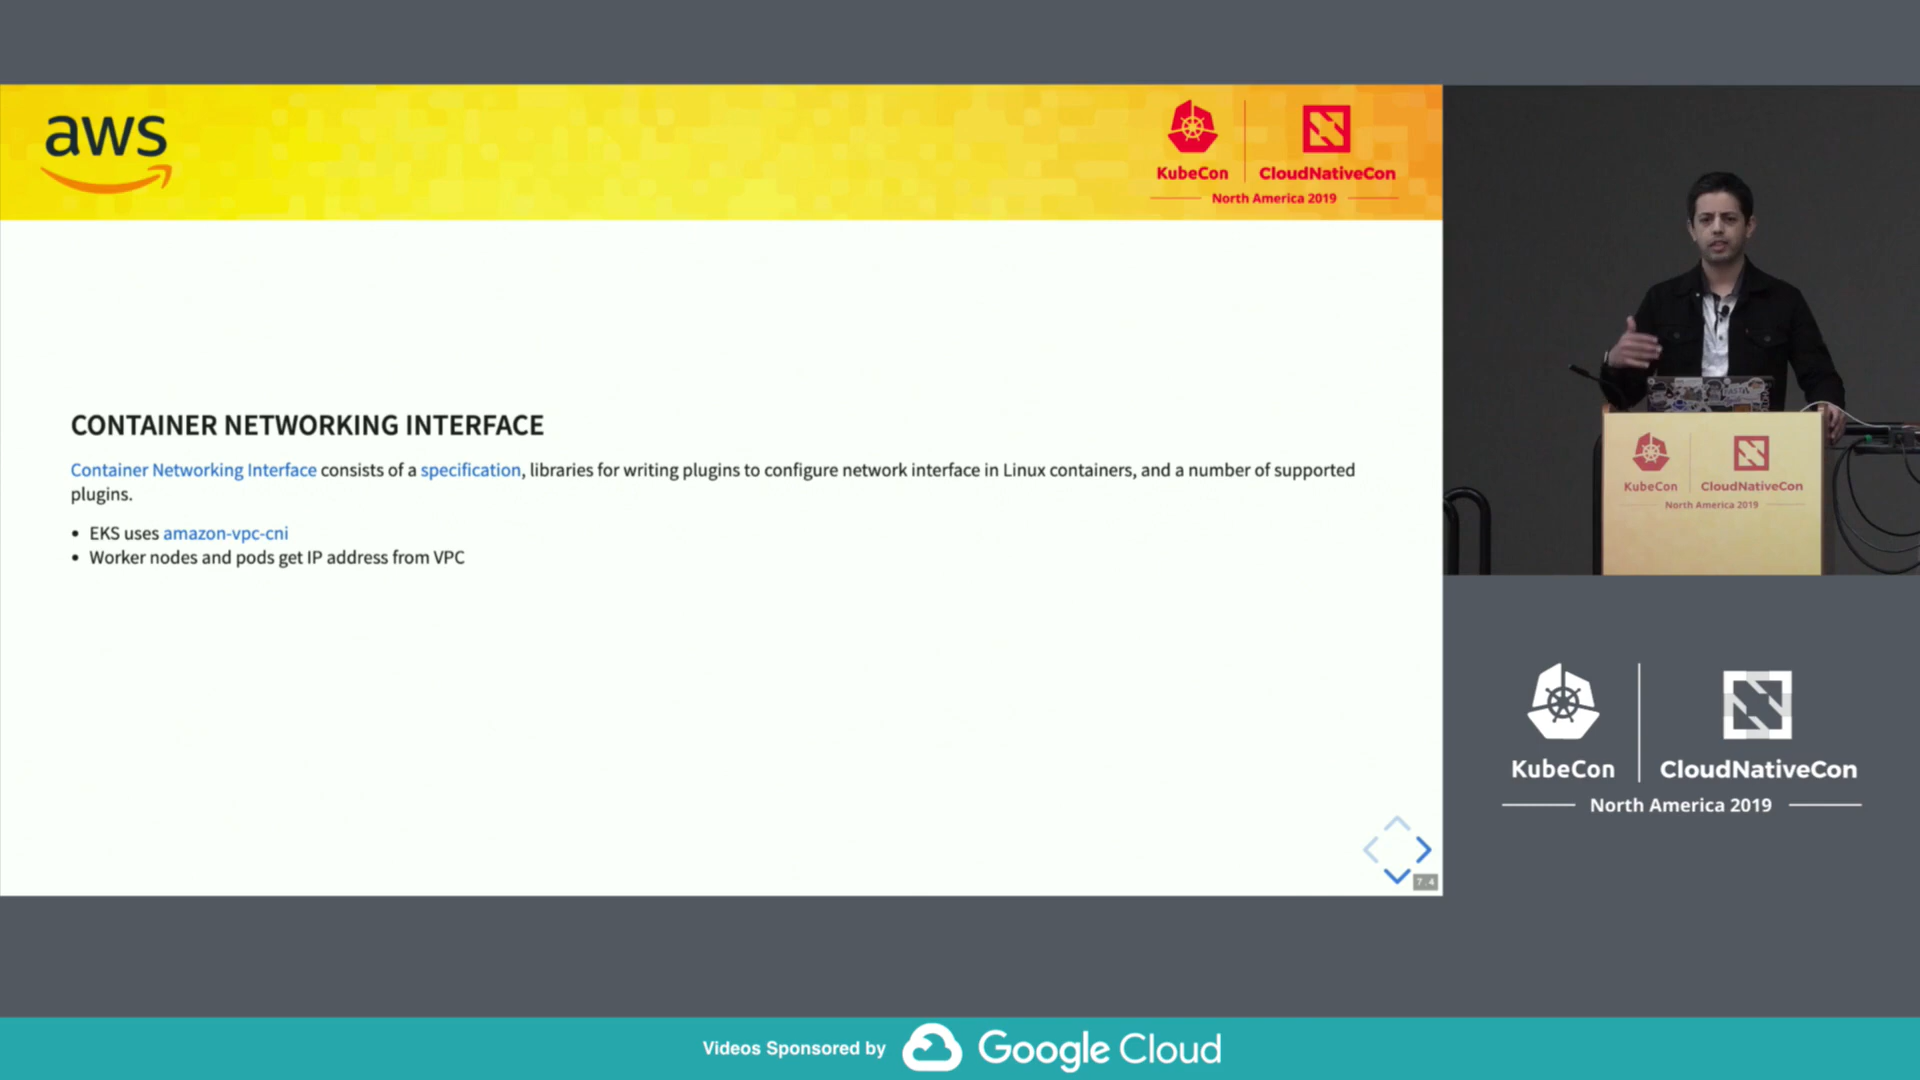 aws
KubeCon
CloudNativeCon
North America 2019
CONTAINER NETWORKING INTERFACE
Container Networking Interface consists of a specification, libraries for writing plugins to configure network interface in Linux containers, and a number of supported
plugins.
• EKS uses amazon-vpc-cni
• Worker nodes and pods get IP address from VPC
7.4
KubeCon
CloudNativeCon
North America 2019
KubeCon
CloudNativeCon
North America 2019
Videos Sponsored by Google Cloud